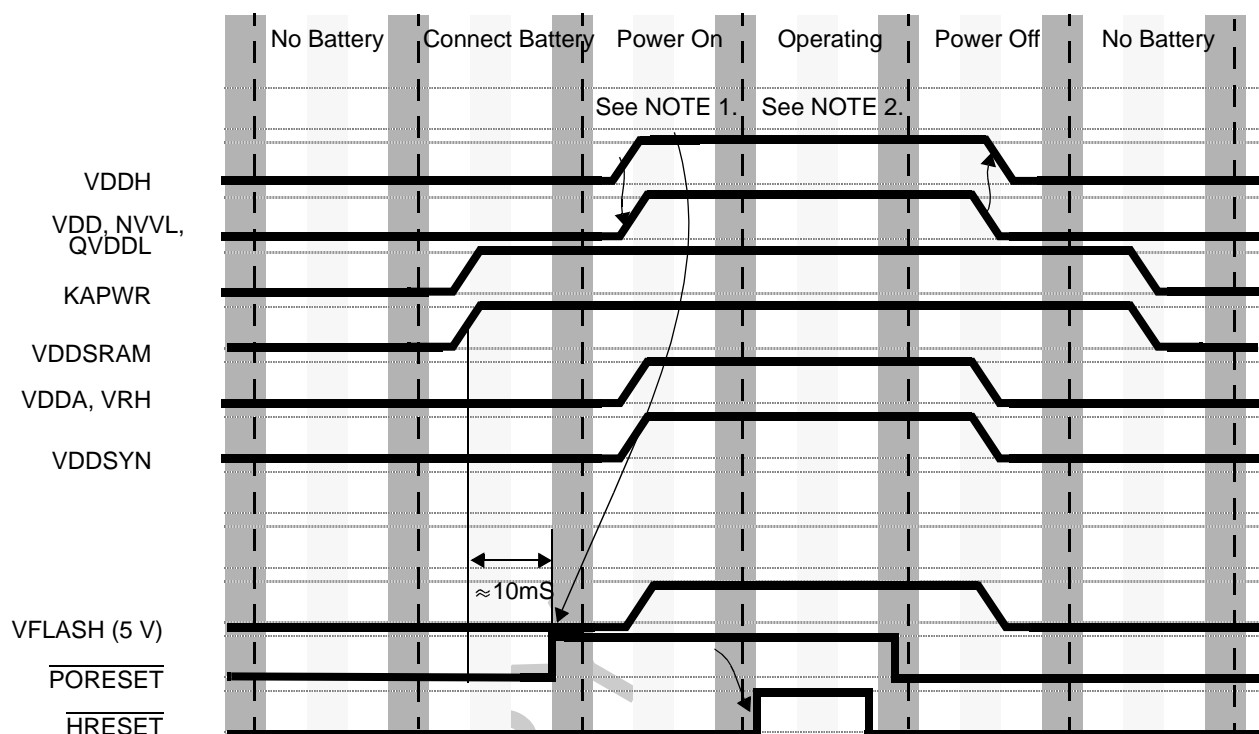 No Battery Connect Battery Power On Operating Power Off No Battery
See NOTE 1. See NOTE 2.
VDDH
VDD, NVVL,
QVDDL
KAPWR
VDDSRAM
VDDA, VRH
VDDSYN
≈10mS
VFLASH (5 V)
PORESET
HRESET